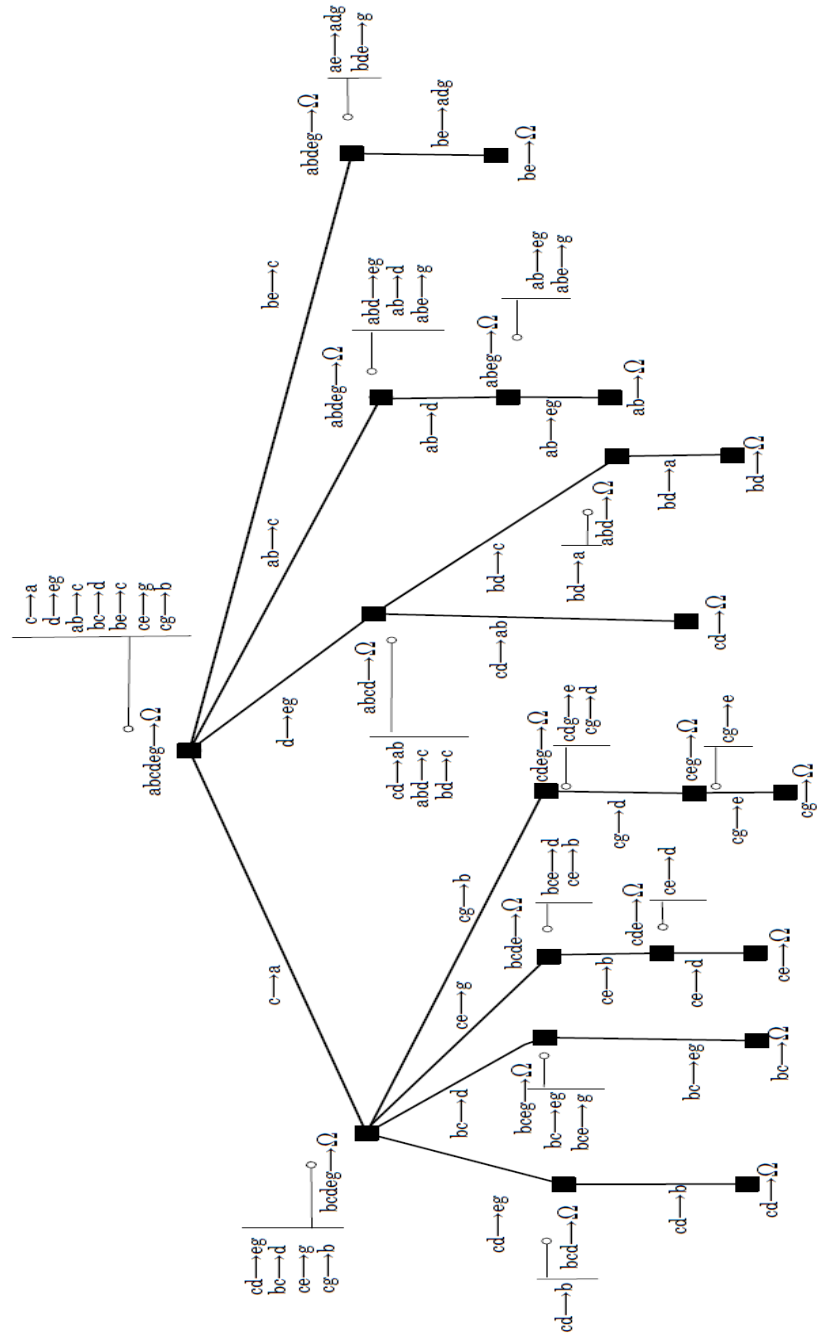 c→a
d→eg
ab→c
bc→d
be→c
ce→g
cg→b
abcdeg→Ω
c→a
d→eg
ab→c
be→c
cd→eg
bc→d
ce→g
cg→b
bcdeg→Ω
cd→eg
bc→d
ce→g
cg→b
cd→b
bcd→Ω
cd→b
cd→Ω
bceg→Ω
bc→eg
bce→g
bc→eg
bc→Ω
bcde→Ω
bce→d
ce→b
ce→b
cde→Ω
ce→d
ce→d
ce→Ω
cdeg→Ω
cdg→e
cg→d
cg→d
ceg→Ω
cg→e
cg→e
cg→Ω
abcd→Ω
cd→ab
abd→c
bd→c
cd→ab
cd→Ω
bd→c
bd→a
abd→Ω
bd→a
bd→Ω
abdeg→Ω
abd→eg
ab→d
abe→g
ab→d
abeg→Ω
ab→eg
abe→g
ab→eg
ab→Ω
abdeg→Ω
ae→adg
bde→g
be→adg
be→Ω